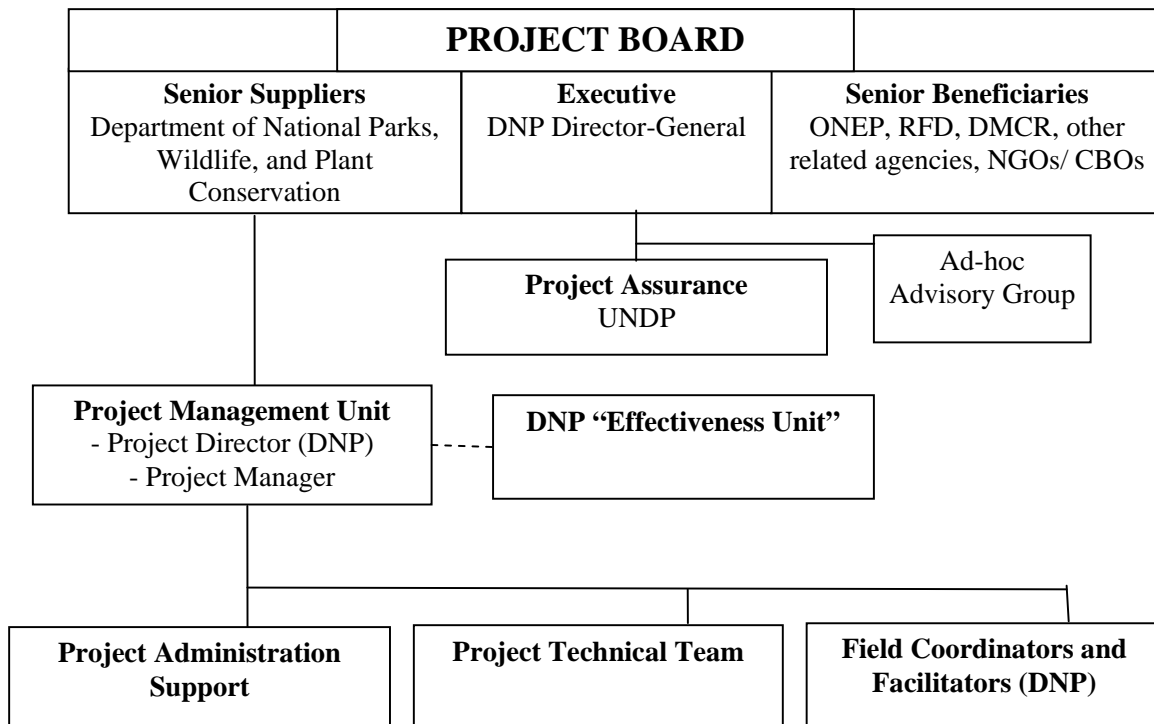 PROJECT BOARD
Senior Suppliers
Department of National Parks,
Wildlife, and Plant
Conservation
Executive
DNP Director-General
Senior Beneficiaries
ONEP, RFD, DMCR, other
related agencies, NGOs/ CBOs
Project Assurance
UNDP
Ad-hoc
Advisory Group
Project Management Unit
- Project Director (DNP)
- Project Manager
DNP “Effectiveness Unit”
Project Administration
Support
Project Technical Team
Field Coordinators and
Facilitators (DNP)